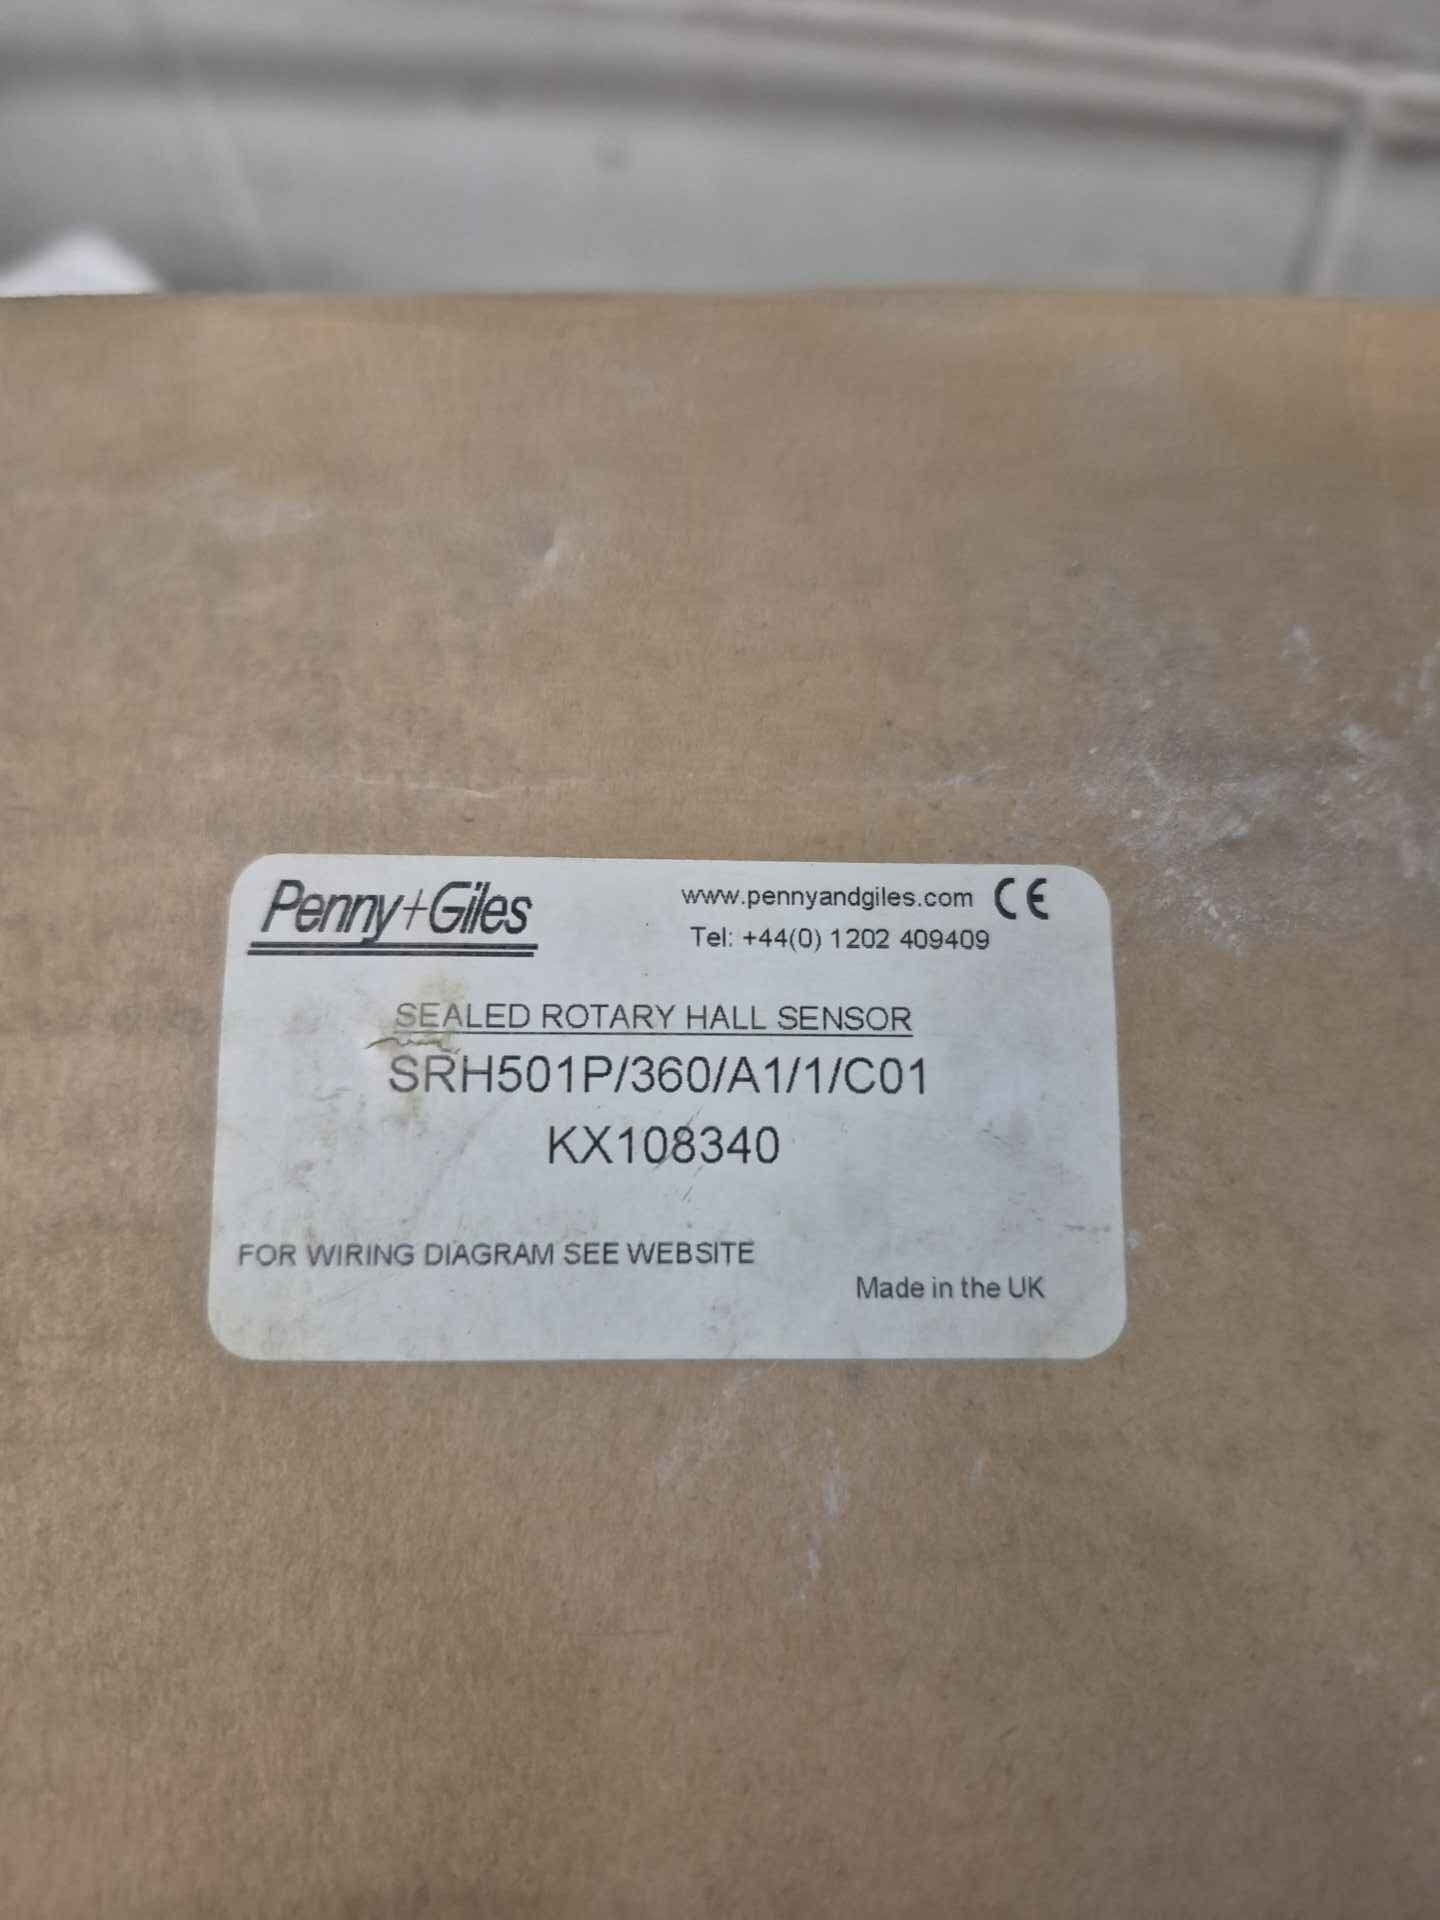 Penny+Giles
www.pennyandgiles.com CE
Tel: +44(0) 1202 409409
SEALED ROTARY HALL SENSOR
SRH501P/360/A1/1/C01
KX108340
FOR WIRING DIAGRAM SEE WEBSITE
Made in the UK